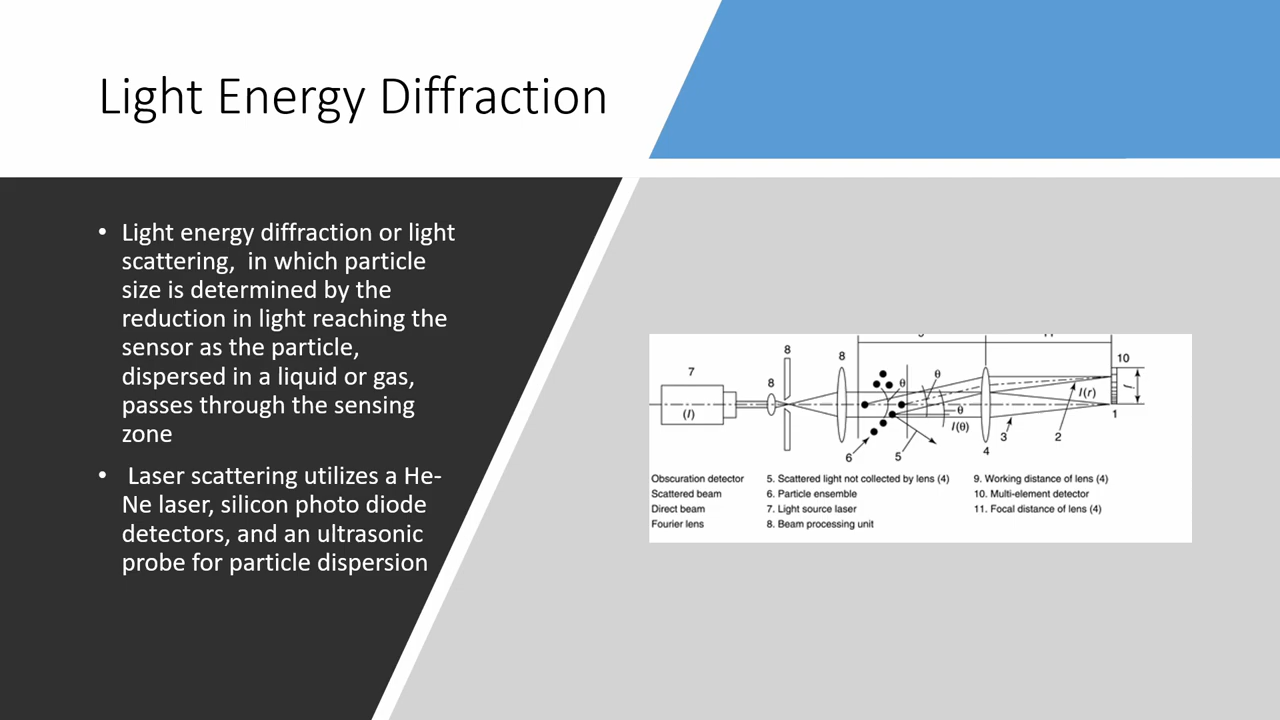 Light Energy Diffraction
• Light energy diffraction or light
scattering, in which particle
size is determined by the
reduction in light reaching the
sensor as the particle,
dispersed in a liquid or gas,
passes through the sensing
zone
• Laser scattering utilizes a He-
Ne laser, silicon photo diode
detectors, and an ultrasonic
probe for particle dispersion
7
8
8
8
10
(I)
θ
θ
θ
I(θ)
I(r)
l
1
6
5
4
3
2
Obscuration detector
Scattered beam
Direct beam
Fourier lens
5. Scattered light not collected by lens (4)
6. Particle ensemble
7. Light source laser
8. Beam processing unit
9. Working distance of lens (4)
10. Multi-element detector
11. Focal distance of lens (4)